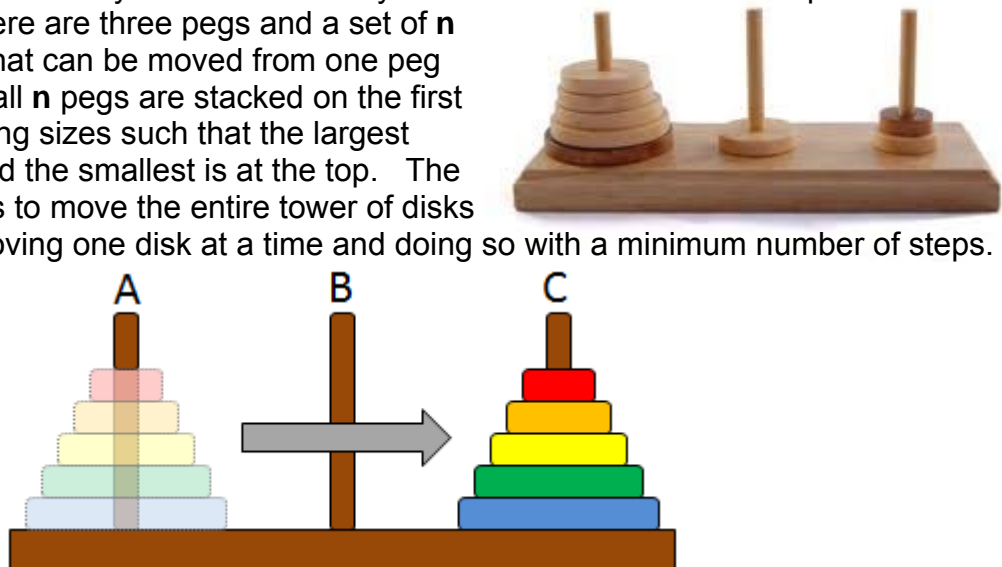 ere are three pegs and a set of n
hat can be moved from one peg
all n pegs are stacked on the first
ng sizes such that the largest
d the smallest is at the top. The
s to move the entire tower of disks
oving one disk at a time and doing so with a minimum number of steps.
A B C